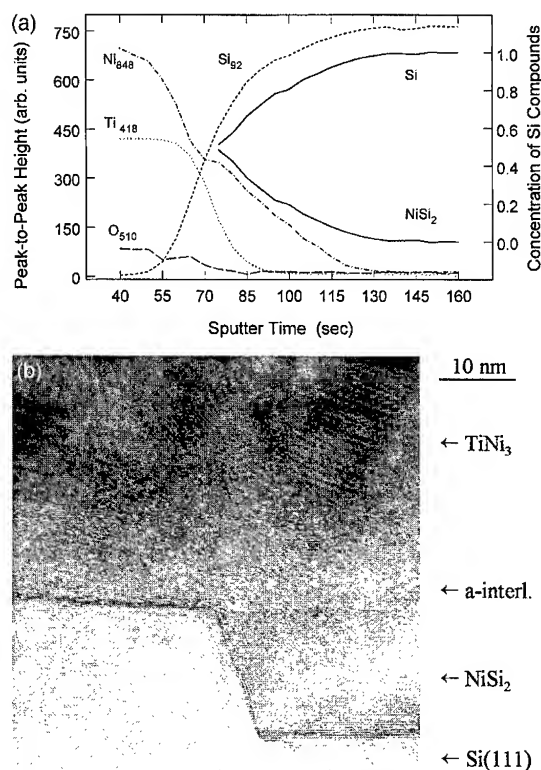 (a)
Peak-to-Peak Height (arb. units)
750
600
450
300
150
0
Ni848
Ti 418
O510
Si92
Si
NiSi2
1.0
0.8
0.6
0.4
0.2
0.0
Concentration of Si Compounds
40 55 70 85 100 115 130 145 160
Sputter Time (sec)
(b)
10 nm
← TiNi3
← a-interl.
← NiSi2
← Si(111)